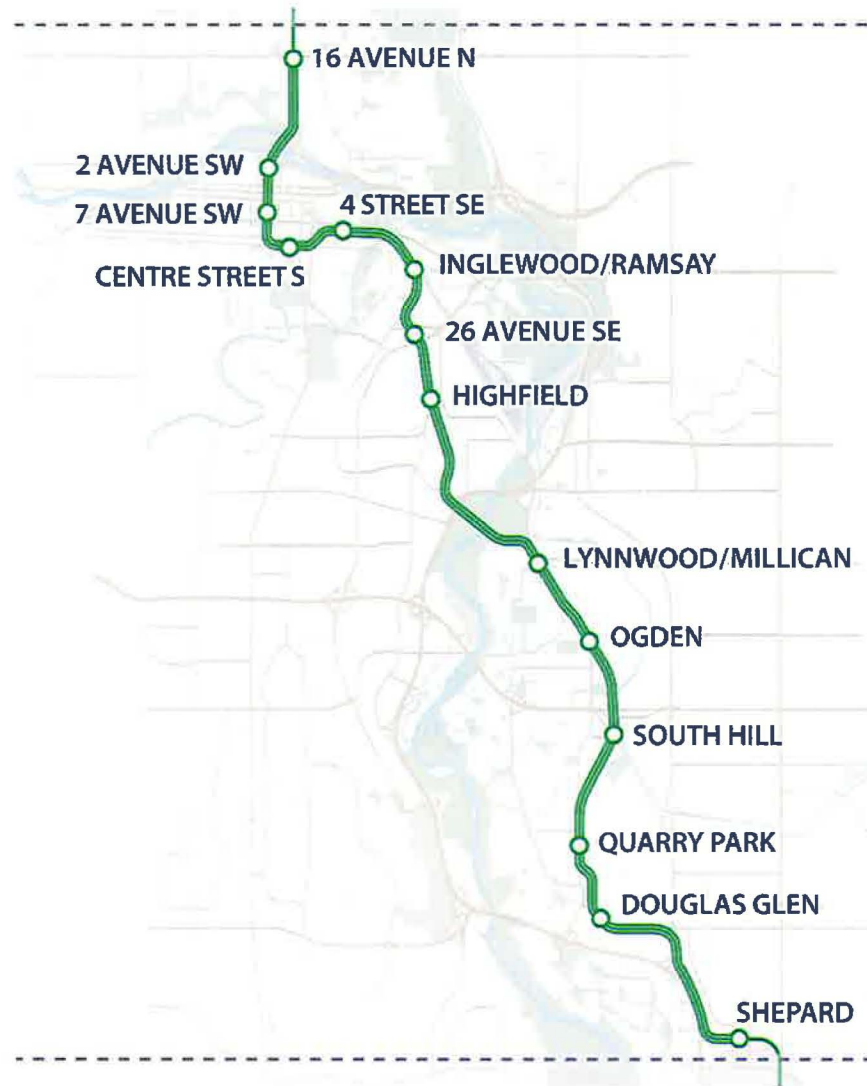 16 AVENUE N
2 AVENUE SW
7 AVENUE SW
4 STREET SE
CENTRE STREET S
INGLEWOOD/RAMSAY
26 AVENUE SE
HIGHFIELD
LYNNWOOD/MILLICAN
OGDEN
SOUTH HILL
QUARRY PARK
DOUGLAS GLEN
SHEPARD